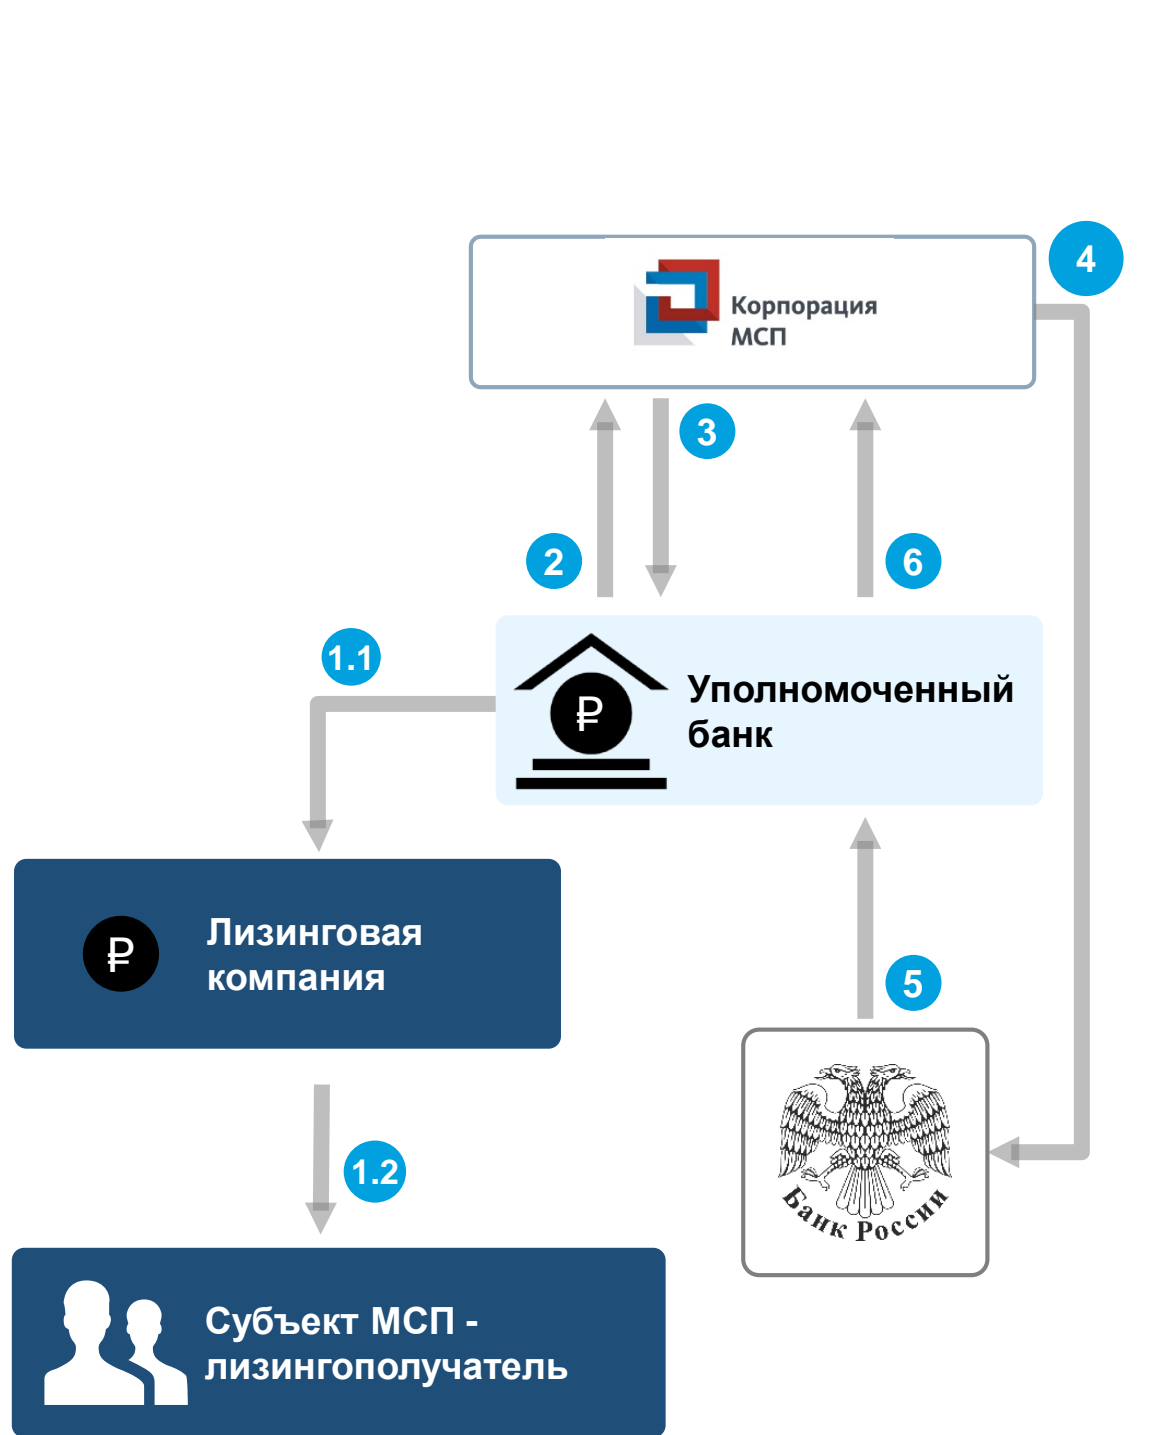 4
Корпорация
МСП
3
2
6
1.1
₽
Уполномоченный
банк
₽
Лизинговая
компания
5
1.2
Банк России
Субъект МСП -
лизингополучатель